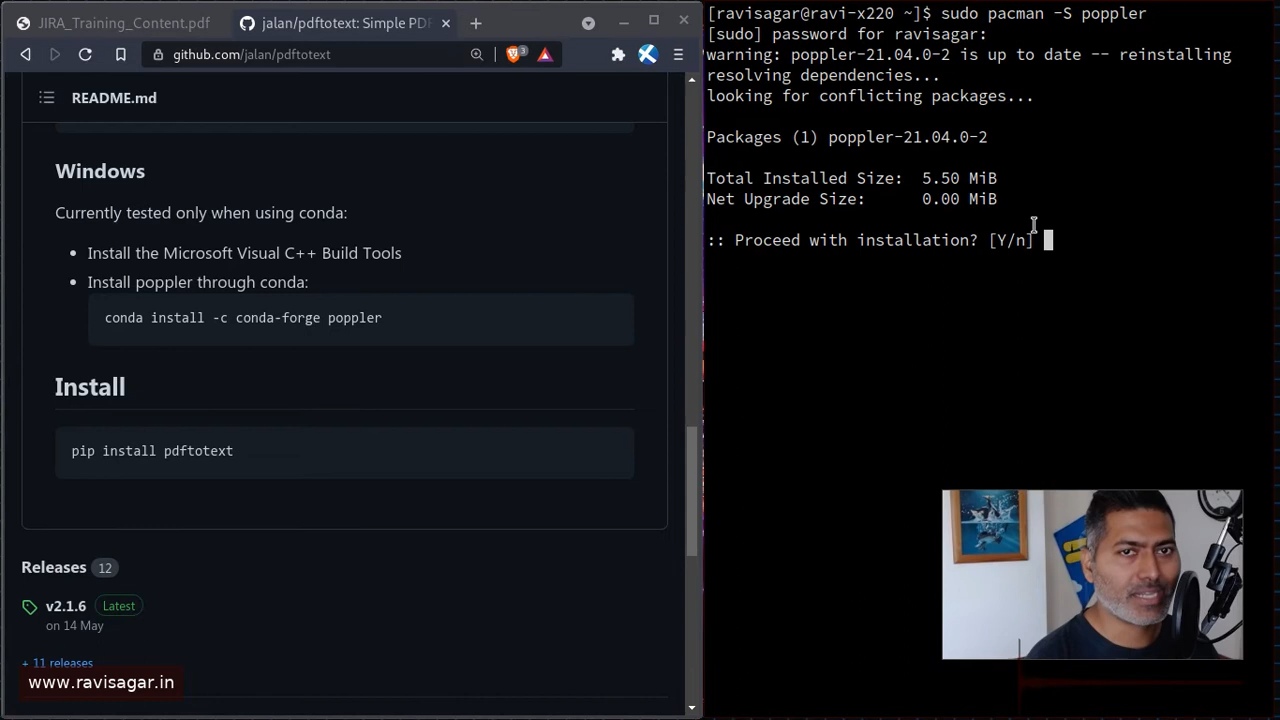 JIRA_Training_Content.pdf
jalan/pdftotext: Simple PDF
github.com/jalan/pdftotext
3
README.md
Windows
Currently tested only when using conda:
Install the Microsoft Visual C++ Build Tools
Install poppler through conda:
conda install -c conda-forge poppler
Install
pip install pdftotext
Releases 12
v2.1.6 Latest
on 14 May
+ 11 releases
www.ravisagar.in
[ravisagar@ravi-x220 ~]$ sudo pacman -S poppler
[sudo] password for ravisagar:
warning: poppler-21.04.0-2 is up to date -- reinstalling
resolving dependencies...
looking for conflicting packages...
Packages (1) poppler-21.04.0-2
Total Installed Size: 5.50 MiB
Net Upgrade Size: 0.00 MiB
:: Proceed with installation? [Y/n]